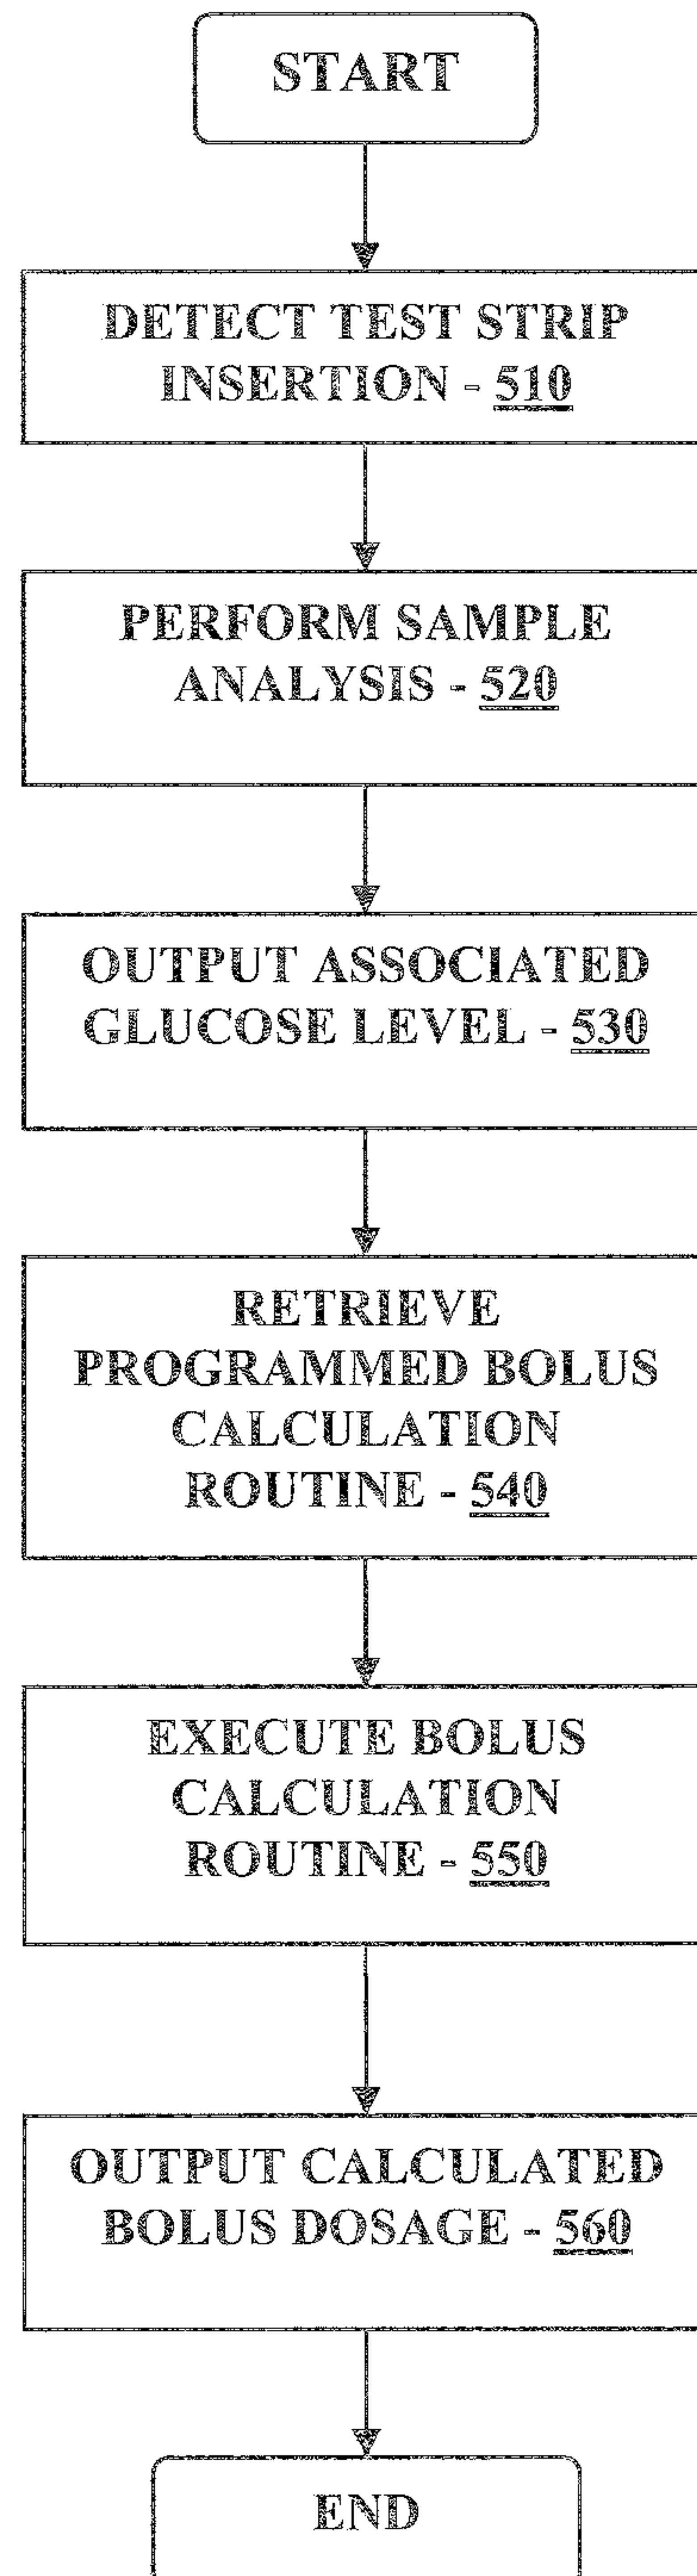 START
DETECT TEST STRIP
INSERTION - 510
PERFORM SAMPLE
ANALYSIS - 520
OUTPUT ASSOCIATED
GLUCOSE LEVEL - 530
RETRIEVE
PROGRAMMED BOLUS
CALCULATION
ROUTINE - 540
EXECUTE BOLUS
CALCULATION
ROUTINE - 550
OUTPUT CALCULATED
BOLUS DOSAGE - 560
END